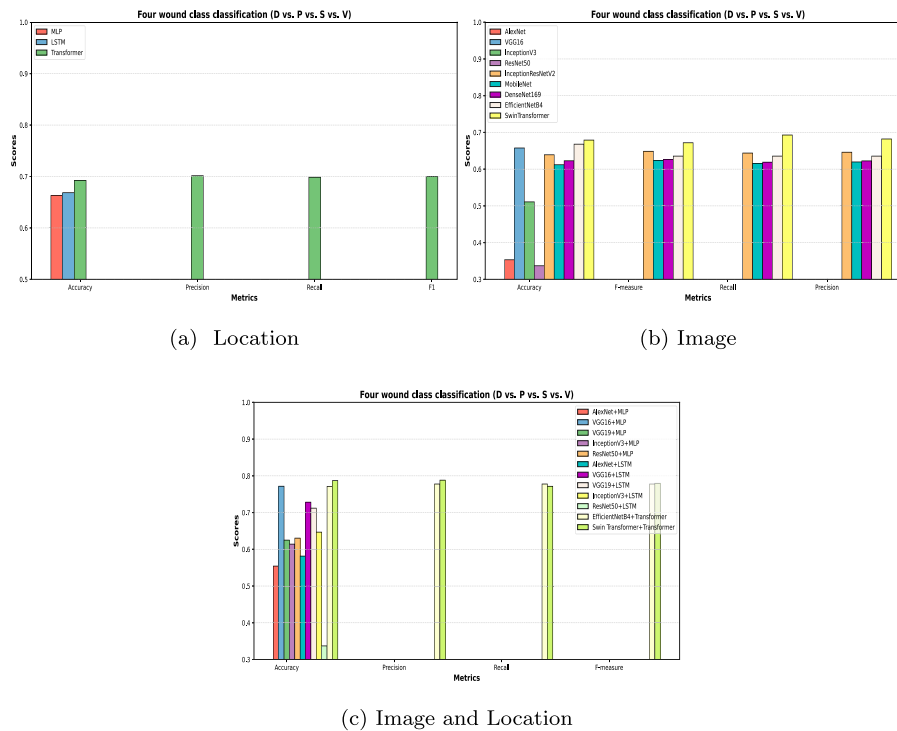 Four wound class classification (D vs. P vs. S vs. V)
1.0
0.9
0.8
0.7
0.6
0.5
Scores
MLP
LSTM
Transformer
Accuracy
Precision
Recall
F1
Metrics
(a) Location
Four wound class classification (D vs. P vs. S vs. V)
1.0
0.9
0.8
0.7
0.6
0.5
0.4
0.3
Scores
AlexNet
VGG16
InceptionV3
ResNet50
InceptionResNetV2
MobileNet
DenseNet169
EfficientNetB4
SwinTransformer
Accuracy
F-measure
Recall
Precision
Metrics
(b) Image
Four wound class classification (D vs. P vs. S vs. V)
1.0
0.9
0.8
0.7
0.6
0.5
0.4
0.3
Scores
AlexNet+MLP
VGG16+MLP
VGG19+MLP
InceptionV3+MLP
ResNet50+MLP
AlexNet+LSTM
VGG16+LSTM
VGG19+LSTM
InceptionV3+LSTM
ResNet50+LSTM
EfficientNetB4+Transformer
Swin Transformer+Transformer
Accuracy
Precision
Recall
F-measure
Metrics
(c) Image and Location